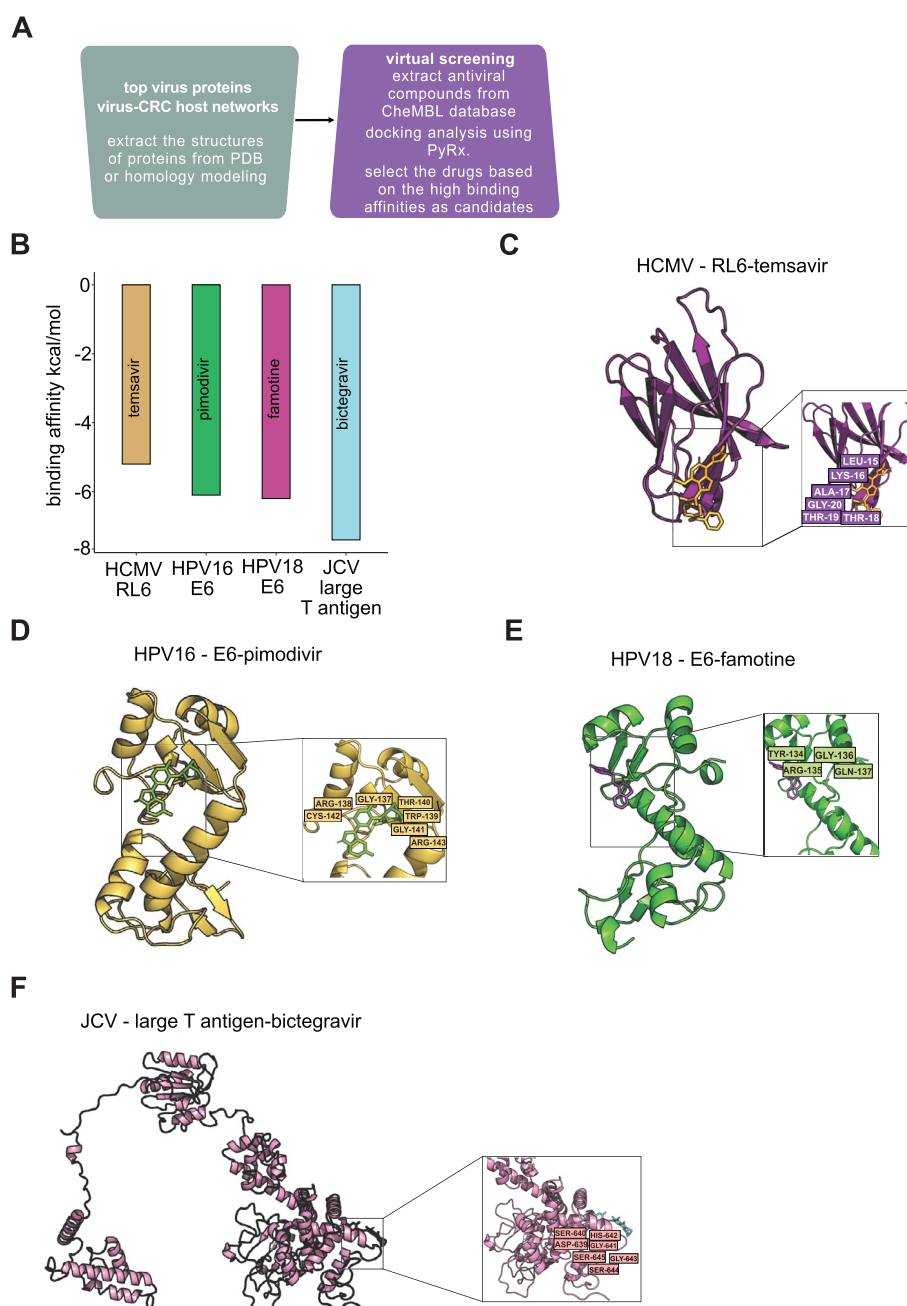 A
top virus proteins
virus-CRC host networks
extract the structures
of proteins from PDB
or homology modeling
virtual screening
extract antiviral
compounds from
CheMBL database
docking analysis using
PyRx.
select the drugs based
on the high binding
affinities as candidates
B
binding affinity kcal/mol
0
-2
-4
-6
-8
temsavir
pimodivir
famotine
bictegravir
HCMV
RL6
HPV16
E6
HPV18
E6
JCV
large
T antigen
C
HCMV - RL6-temsavir
LEU-15
LYS-16
ALA-17
GLY-20
THR-19
THR-18
D
HPV16 - E6-pimodivir
ARG-138
GLY-137
THR-140
CYS-142
TRP-139
GLY-141
ARG-143
E
HPV18 - E6-famotine
TYR-134
GLY-136
ARG-135
GLN-137
F
JCV - large T antigen-bictegravir
SER-640
HIS-642
ASP-639
GLY-641
SER-645
GLY-643
SER-644